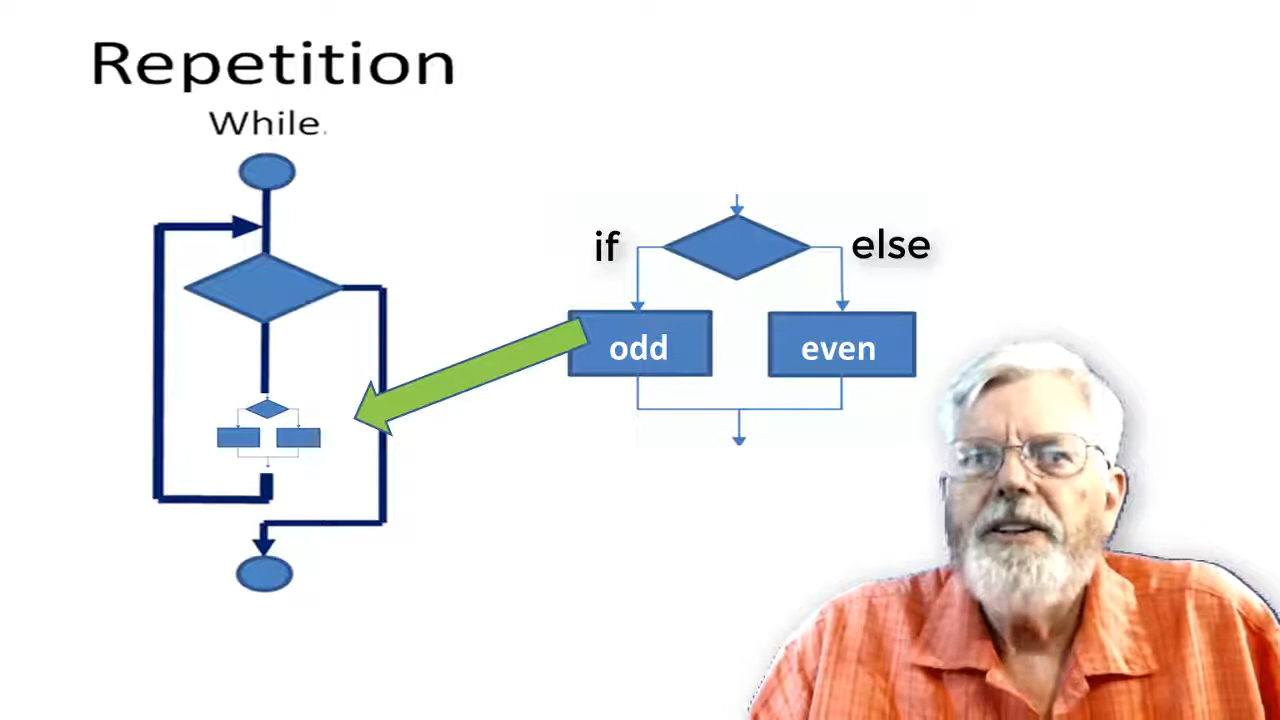 Repetition
While.
if
else
odd
even